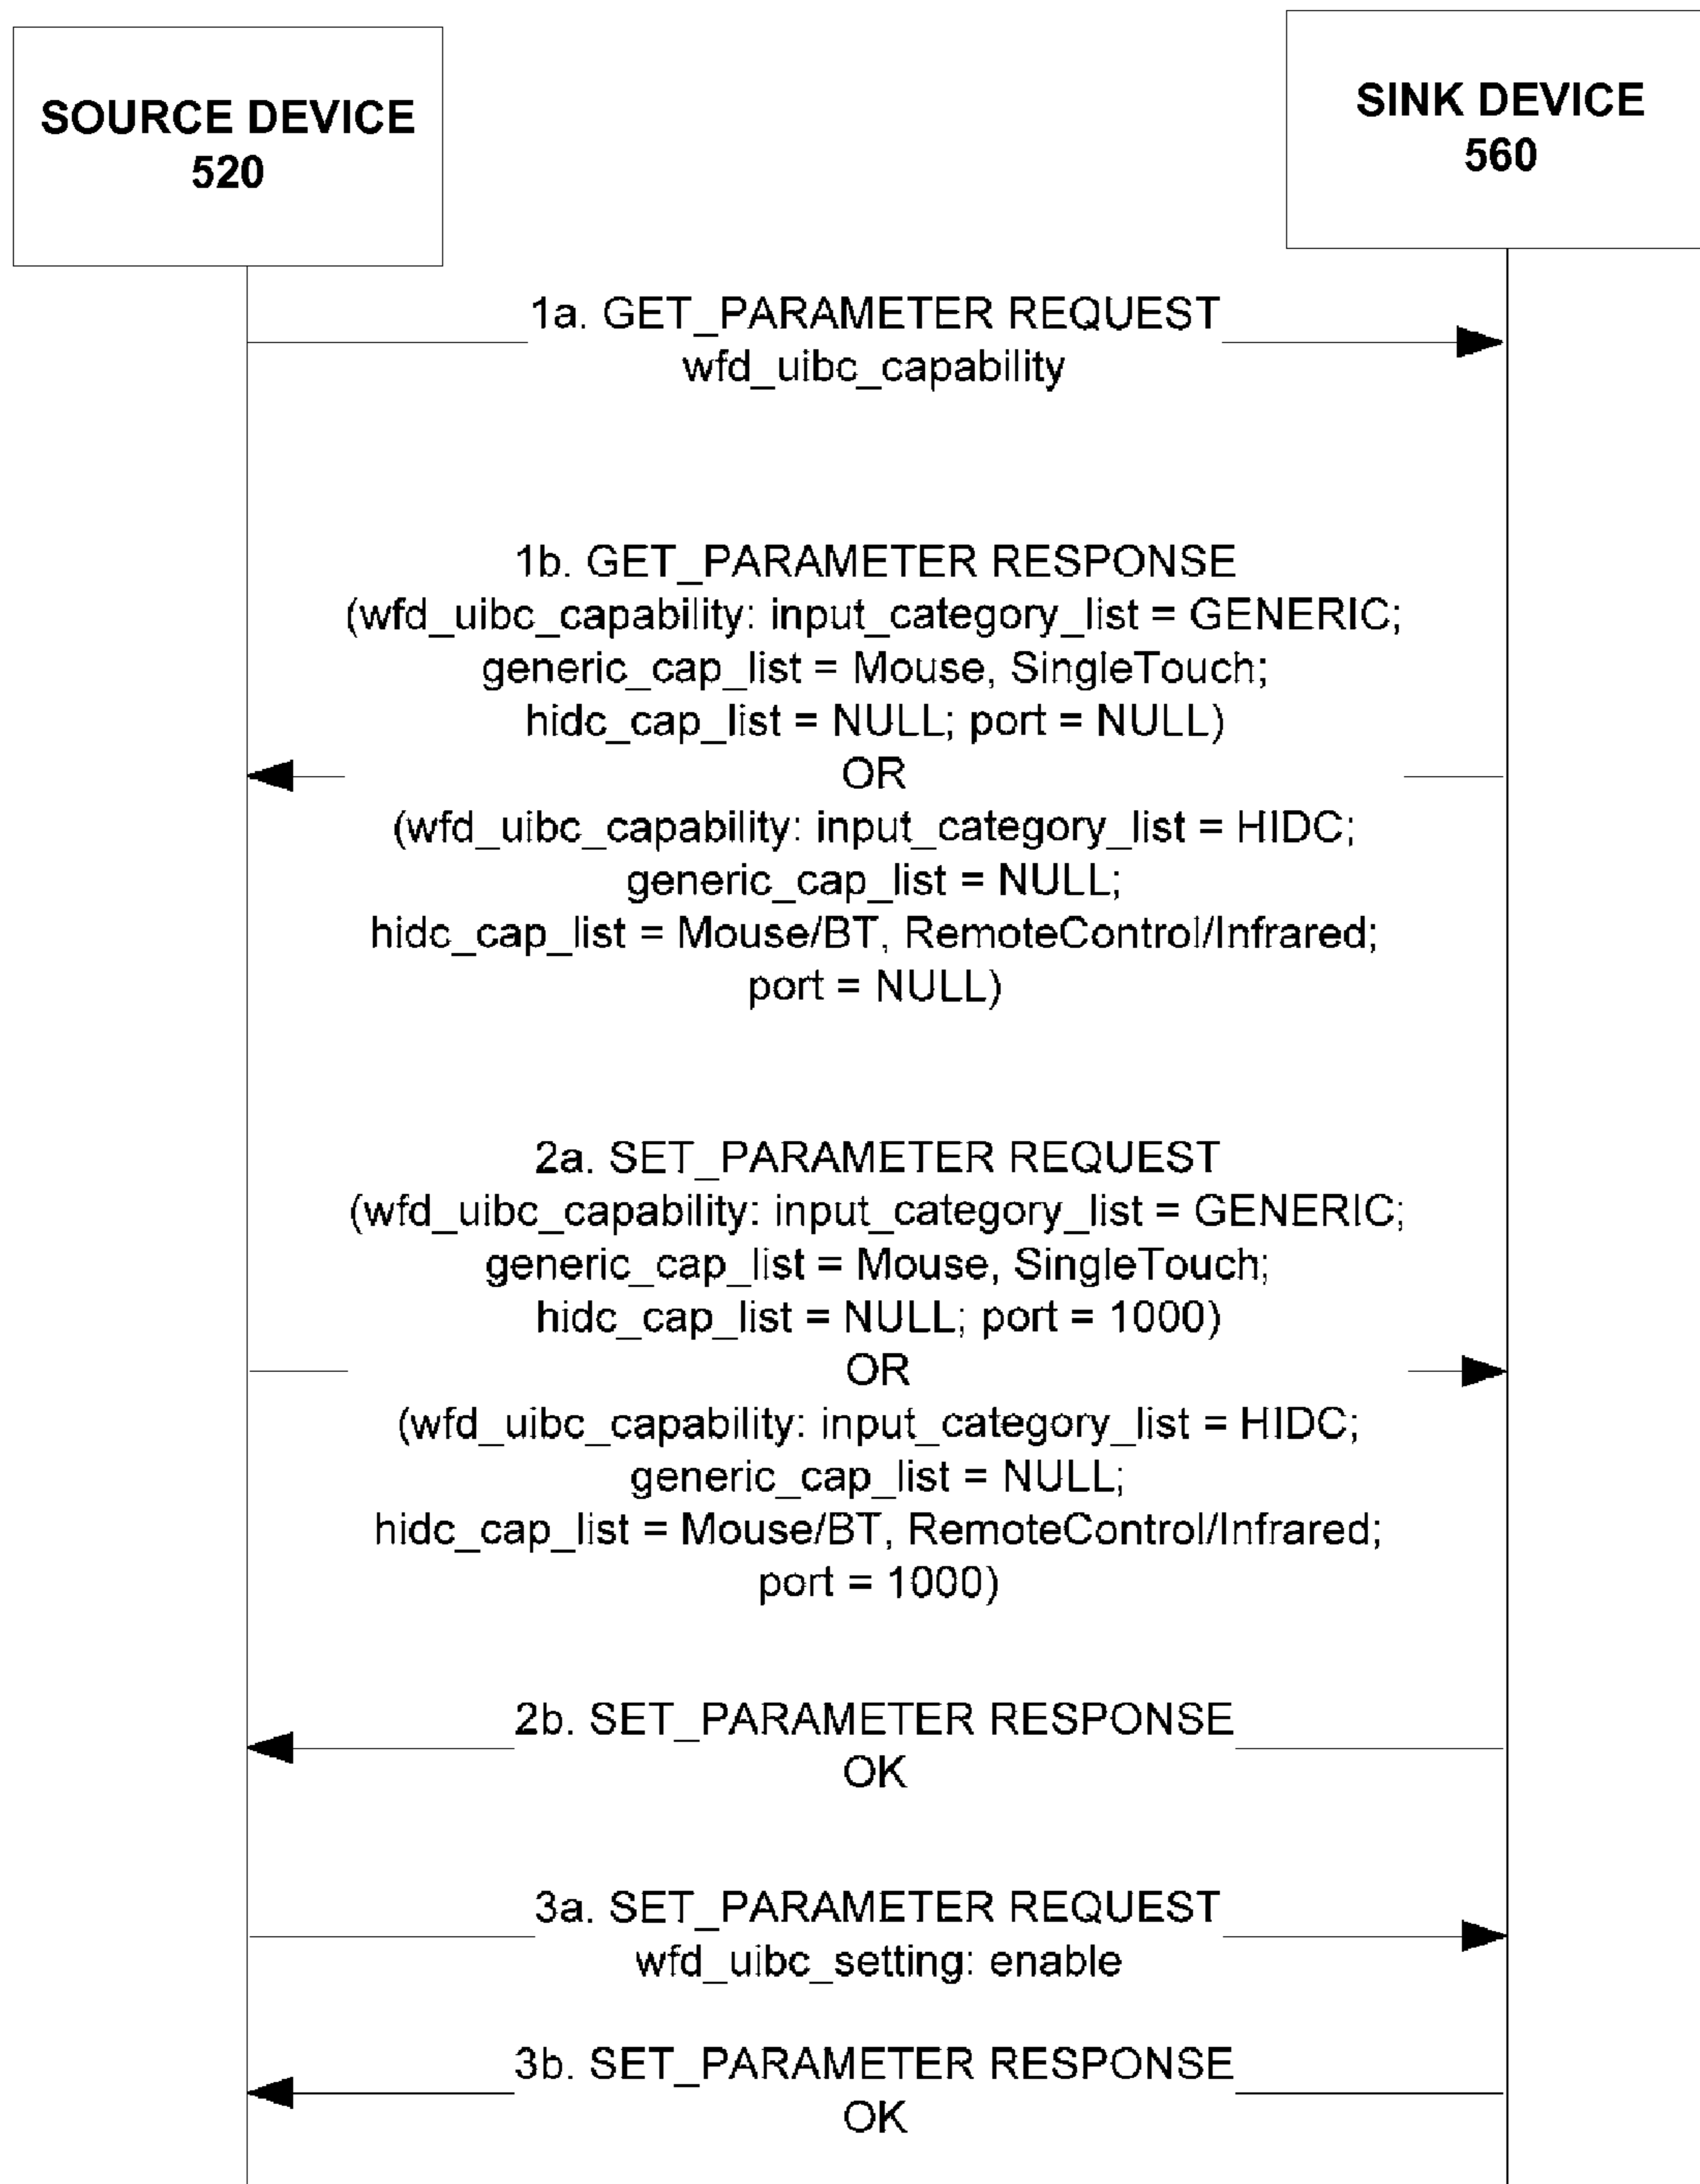 SOURCE DEVICE
520
SINK DEVICE
560
1a. GET_PARAMETER REQUEST
wfd_uibc_capability
1b. GET_PARAMETER RESPONSE
(wfd_uibc_capability: input_category_list = GENERIC;
generic_cap_list = Mouse, SingleTouch;
hidc_cap_list = NULL; port = NULL)
OR
(wfd_uibc_capability: input_category_list = HIDC;
generic_cap_list = NULL;
hidc_cap_list = Mouse/BT, RemoteControl/Infrared;
port = NULL)
2a. SET_PARAMETER REQUEST
(wfd_uibc_capability: input_category_list = GENERIC;
generic_cap_list = Mouse, SingleTouch;
hidc_cap_list = NULL; port = 1000)
OR
(wfd_uibc_capability: input_category_list = HIDC;
generic_cap_list = NULL;
hidc_cap_list = Mouse/BT, RemoteControl/Infrared;
port = 1000)
2b. SET_PARAMETER RESPONSE
OK
3a. SET_PARAMETER REQUEST
wfd_uibc_setting: enable
3b. SET_PARAMETER RESPONSE
OK